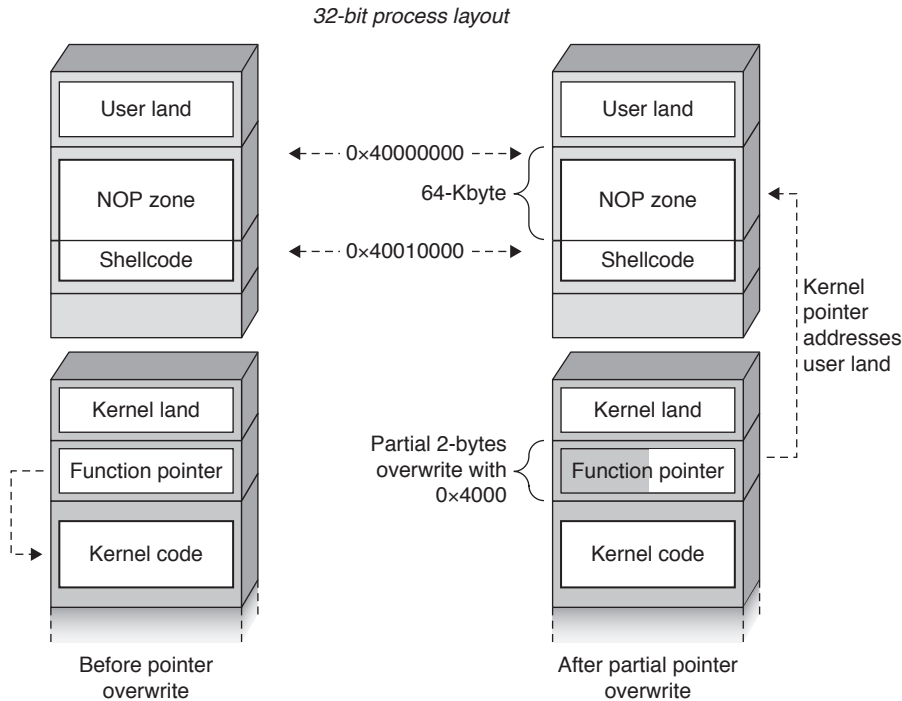 32-bit process layout
User land
NOP zone
Shellcode
Kernel land
Function pointer
Kernel code
Before pointer
overwrite
0×40000000
64-Kbyte
0×40010000
User land
NOP zone
Shellcode
Kernel
pointer
addresses
user land
Partial 2-bytes
overwrite with
0×4000
Kernel land
Function pointer
Kernel code
After partial pointer
overwrite